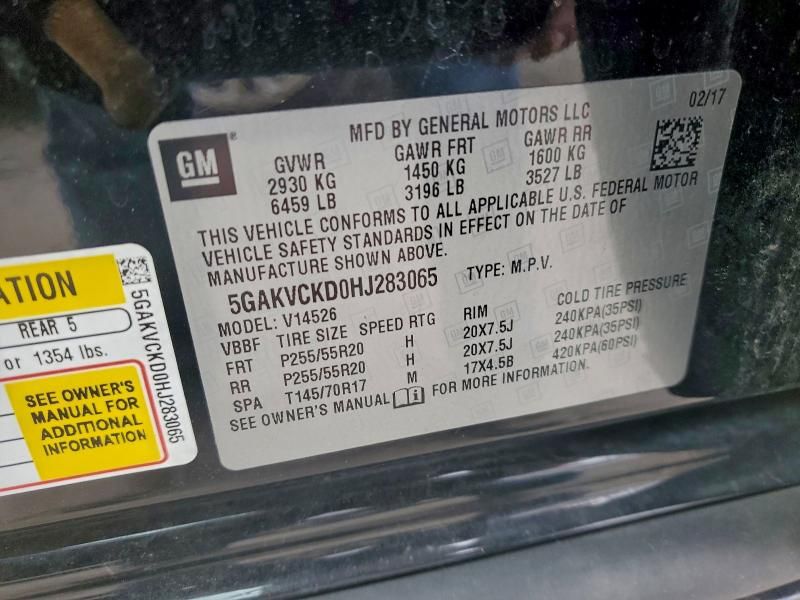 02/17
MFD BY GENERAL MOTORS LLC
GM®
GVWR GAWR FRT GAWR RR
2930 KG 1450 KG 1600 KG
6459 LB 3196 LB 3527 LB
THIS VEHICLE CONFORMS TO ALL APPLICABLE U.S. FEDERAL MOTOR
VEHICLE SAFETY STANDARDS IN EFFECT ON THE DATE OF
MANUFACTURE SHOWN ABOVE.
5GAKVCKD0HJ283065 TYPE: M.P.V.
MODEL: V14526
VBBF TIRE SIZE SPEED RTG RIM COLD TIRE PRESSURE
FRT P255/55R20 H 20X7.5J 240KPA(35PSI)
RR P255/55R20 H 20X7.5J 240KPA(35PSI)
SPA T145/70R17 M 17X4.5B 420KPA(60PSI)
SEE OWNER'S MANUAL FOR MORE INFORMATION.
ATION
REAR 5
or 1354 lbs.
SEE OWNER'S
MANUAL FOR
ADDITIONAL
INFORMATION
5GAKVCKD0HJ283065